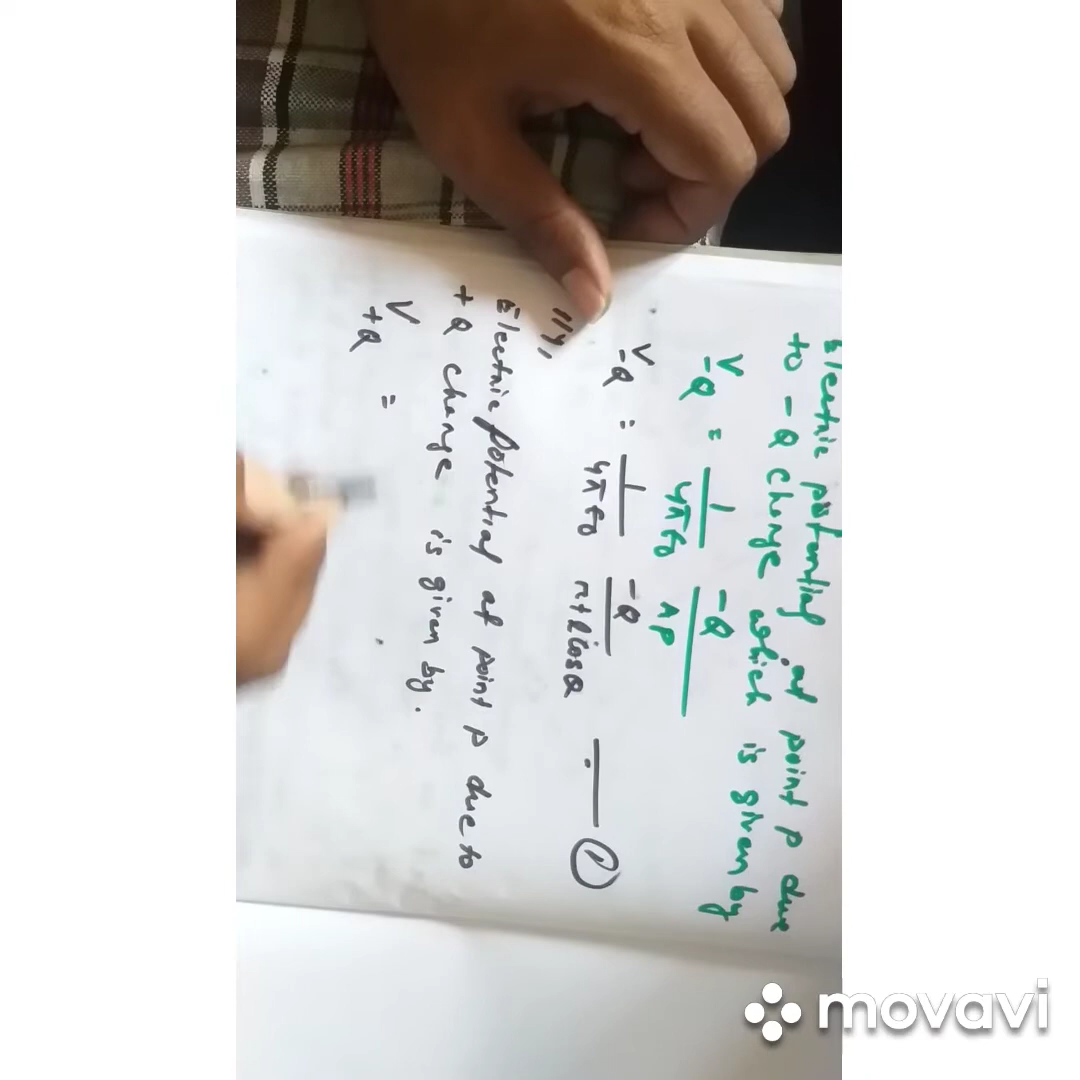 Electric potential at point P due
to -Q charge which is given by
V-Q = 1/4πε0 -Q/AP
V-Q = 1/4πε0 -Q/r+lcosθ — 1
lly,
Electric potential at point P due to
+Q charge is given by.
V+Q =
movavi